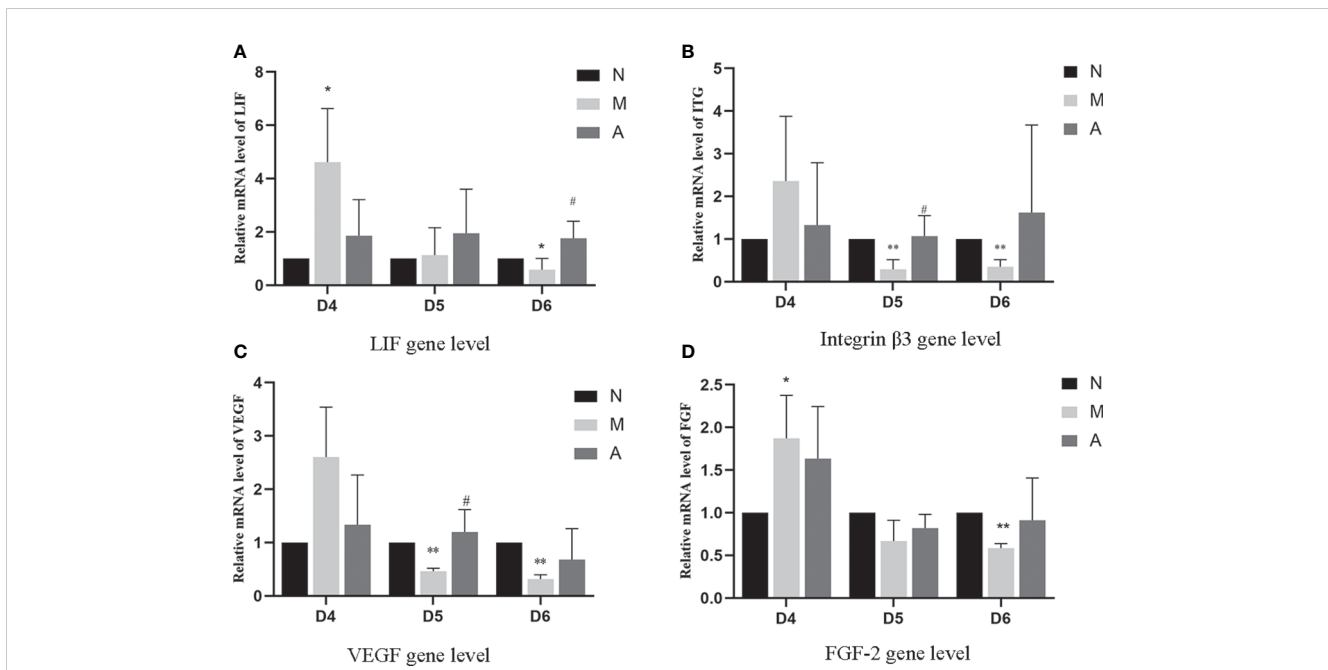 A
Relative mRNA level of LIF
8
6
4
2
0
*
*
#
N
M
A
D4 D5 D6
LIF gene level
B
Relative mRNA level of ITG
5
4
3
2
1
0
**
#
**
N
M
A
D4 D5 D6
Integrin β3 gene level
C
Relative mRNA level of VEGF
4
3
2
1
0
**
#
**
N
M
A
D4 D5 D6
VEGF gene level
D
Relative mRNA level of FGF
2.5
2.0
1.5
1.0
0.5
0.0
*
**
N
M
A
D4 D5 D6
FGF-2 gene level